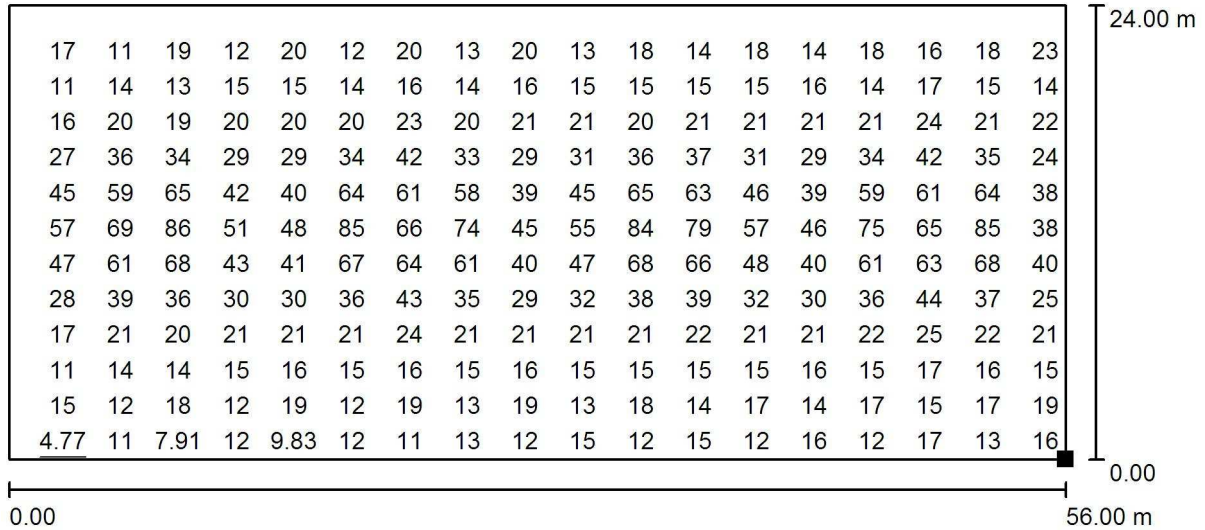 24.00 m
17 11 19 12 20 12 20 13 20 13 18 14 18 14 18 16 18 23
11 14 13 15 15 14 16 14 16 15 15 15 15 16 14 17 15 14
16 20 19 20 20 20 23 20 21 21 20 21 21 21 21 24 21 22
27 36 34 29 29 34 42 33 29 31 36 37 31 29 34 42 35 24
45 59 65 42 40 64 61 58 39 45 65 63 46 39 59 61 64 38
57 69 86 51 48 85 66 74 45 55 84 79 57 46 75 65 85 38
47 61 68 43 41 67 64 61 40 47 68 66 48 40 61 63 68 40
28 39 36 30 30 36 43 35 29 32 38 39 32 30 36 44 37 25
17 21 20 21 21 21 24 21 21 21 21 22 21 21 22 25 22 21
11 14 14 15 16 15 16 15 16 15 15 15 15 16 15 17 16 15
15 12 18 12 19 12 19 13 19 13 18 14 17 14 17 15 17 19
4.77 11 7.91 12 9.83 12 11 13 12 15 12 15 12 16 12 17 13 16
0.00
0.00 56.00 m